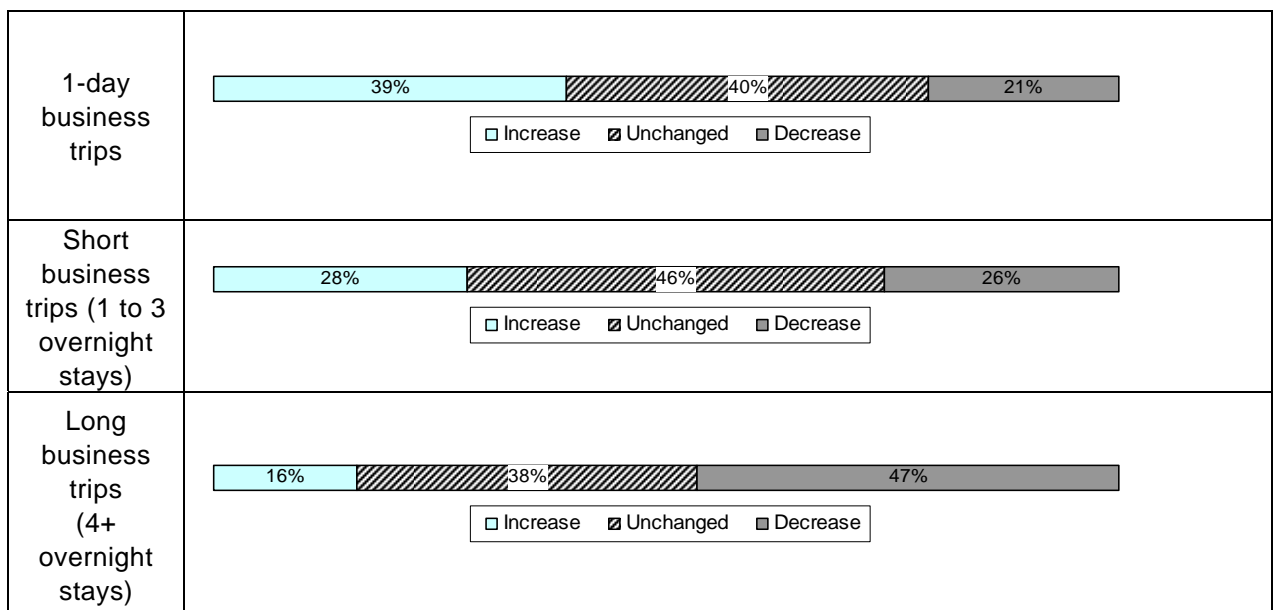 1-day
business
trips
39% 40% 21%
Increase Unchanged Decrease
Short
business
trips (1 to 3
overnight
stays)
28% 46% 26%
Increase Unchanged Decrease
Long
business
trips
(4+
overnight
stays)
16% 38% 47%
Increase Unchanged Decrease